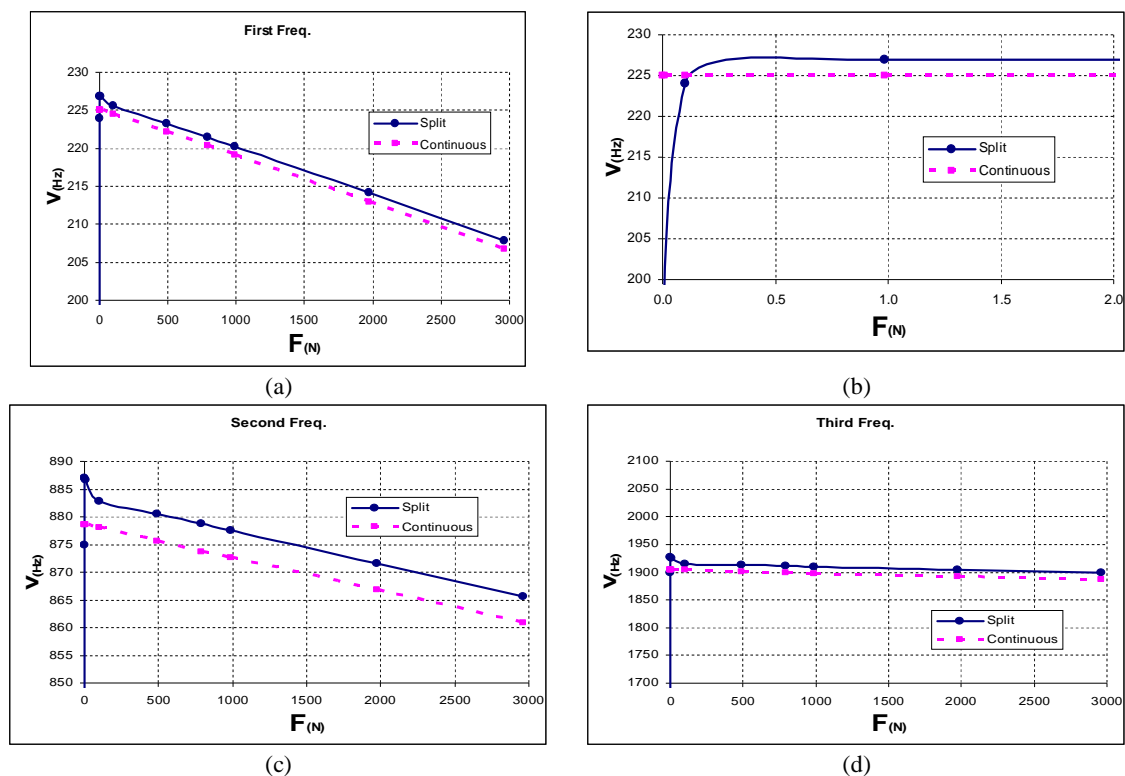 First Freq.
230
225
220
215
210
205
200
V(Hz)
0 500 1000 1500 2000 2500 3000
F(N)
Split
Continuous
(a)
230
225
220
215
210
205
200
V(Hz)
0.0 0.5 1.0 1.5 2.0
F(N)
Split
Continuous
(b)
Second Freq.
890
885
880
875
870
865
860
855
850
V(Hz)
0 500 1000 1500 2000 2500 3000
F(N)
Split
Continuous
(c)
Third Freq.
2100
2050
2000
1950
1900
1850
1800
1750
1700
V(Hz)
0 500 1000 1500 2000 2500 3000
F(N)
Split
Continuous
(d)